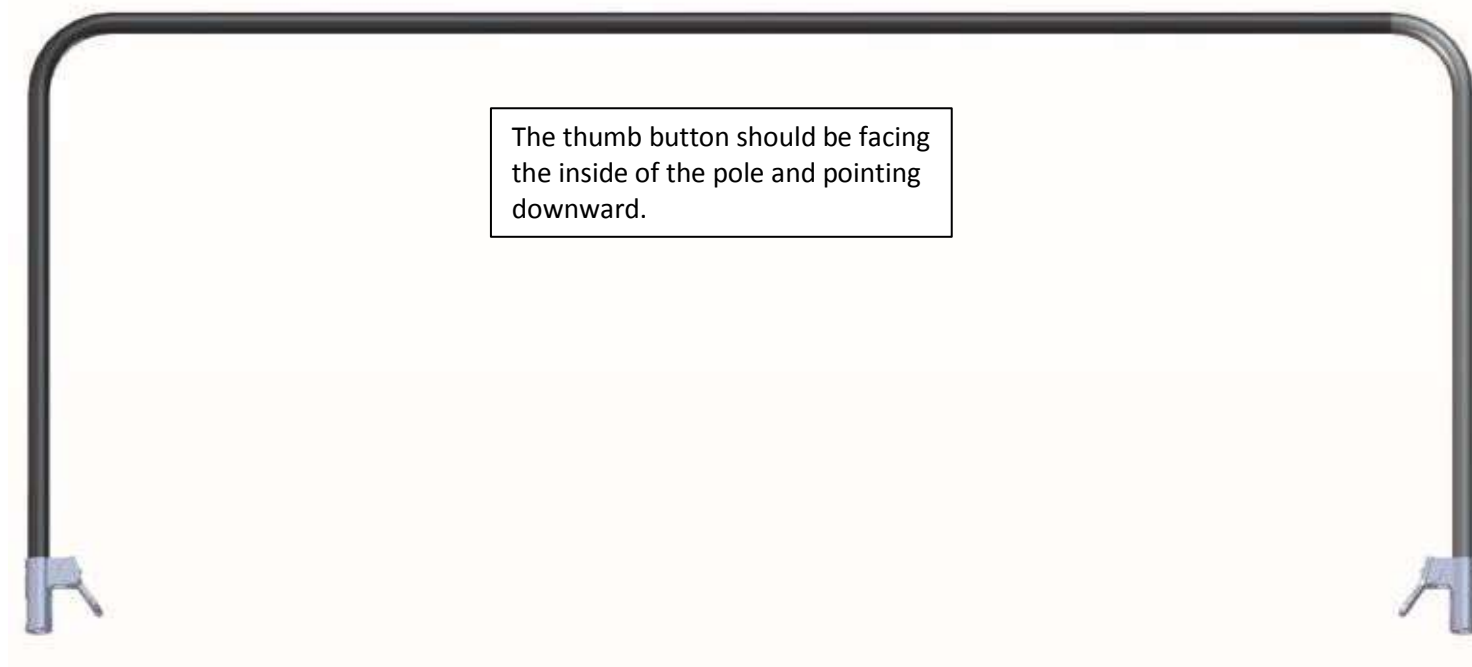 The thumb button should be facing
the inside of the pole and pointing
downward.